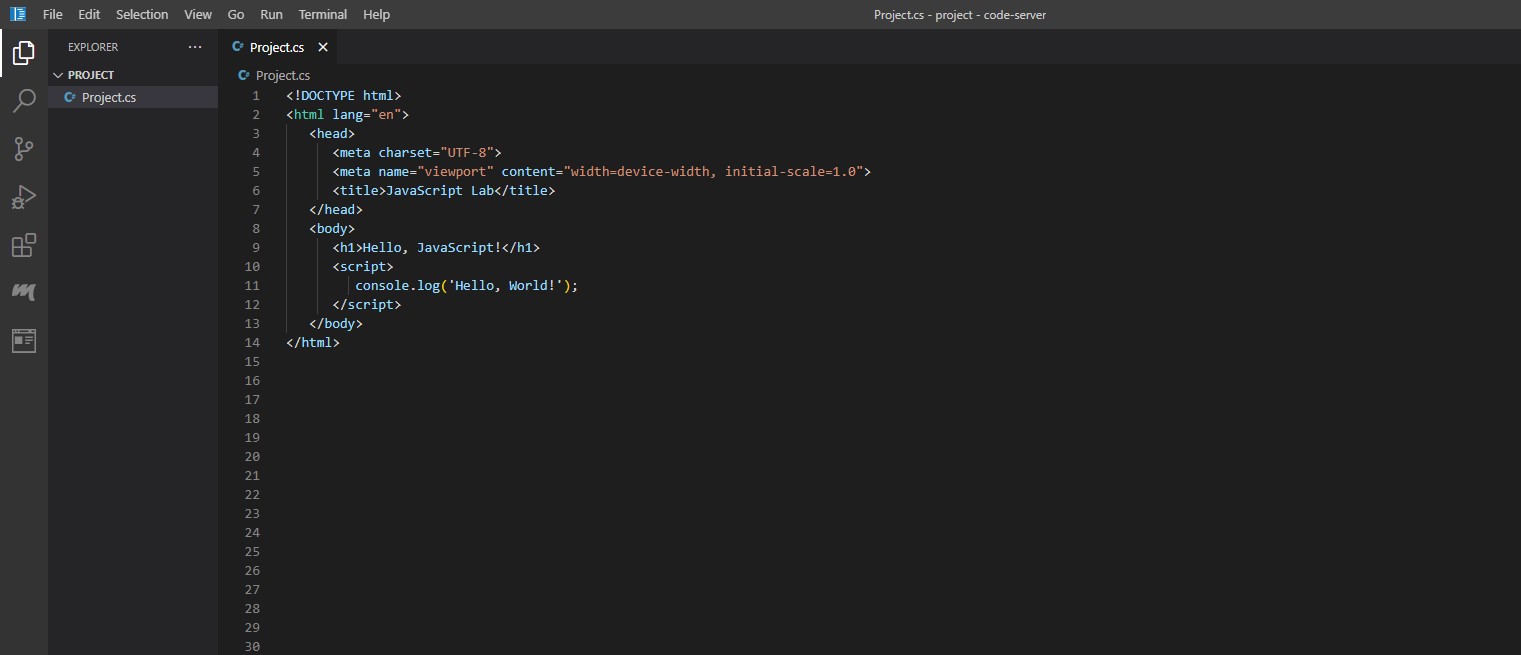 File Edit Selection View Go Run Terminal Help
Project.cs - project - code-server
EXPLORER
PROJECT
Project.cs
Project.cs
Project.cs
1 <!DOCTYPE html>
2 <html lang="en">
3 <head>
4 <meta charset="UTF-8">
5 <meta name="viewport" content="width=device-width, initial-scale=1.0">
6 <title>JavaScript Lab</title>
7 </head>
8 <body>
9 <h1>Hello, JavaScript!</h1>
10 <script>
11 console.log('Hello, World!');
12 </script>
13 </body>
14 </html>
15
16
17
18
19
20
21
22
23
24
25
26
27
28
29
30